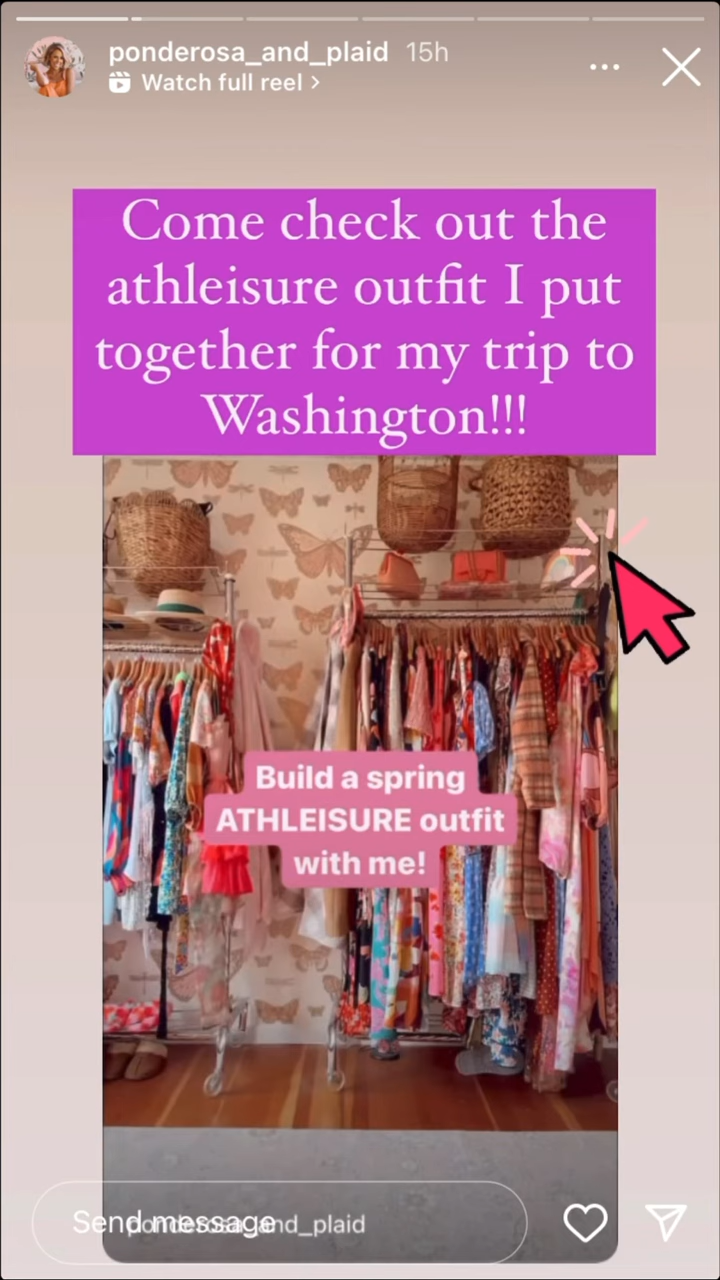 ponderosa_and_plaid 15h
Watch full reel >
Come check out the
athleisure outfit I put
together for my trip to
Washington!!!
Build a spring
ATHLEISURE outfit
with me!
Send message
ponderosa_and_plaid